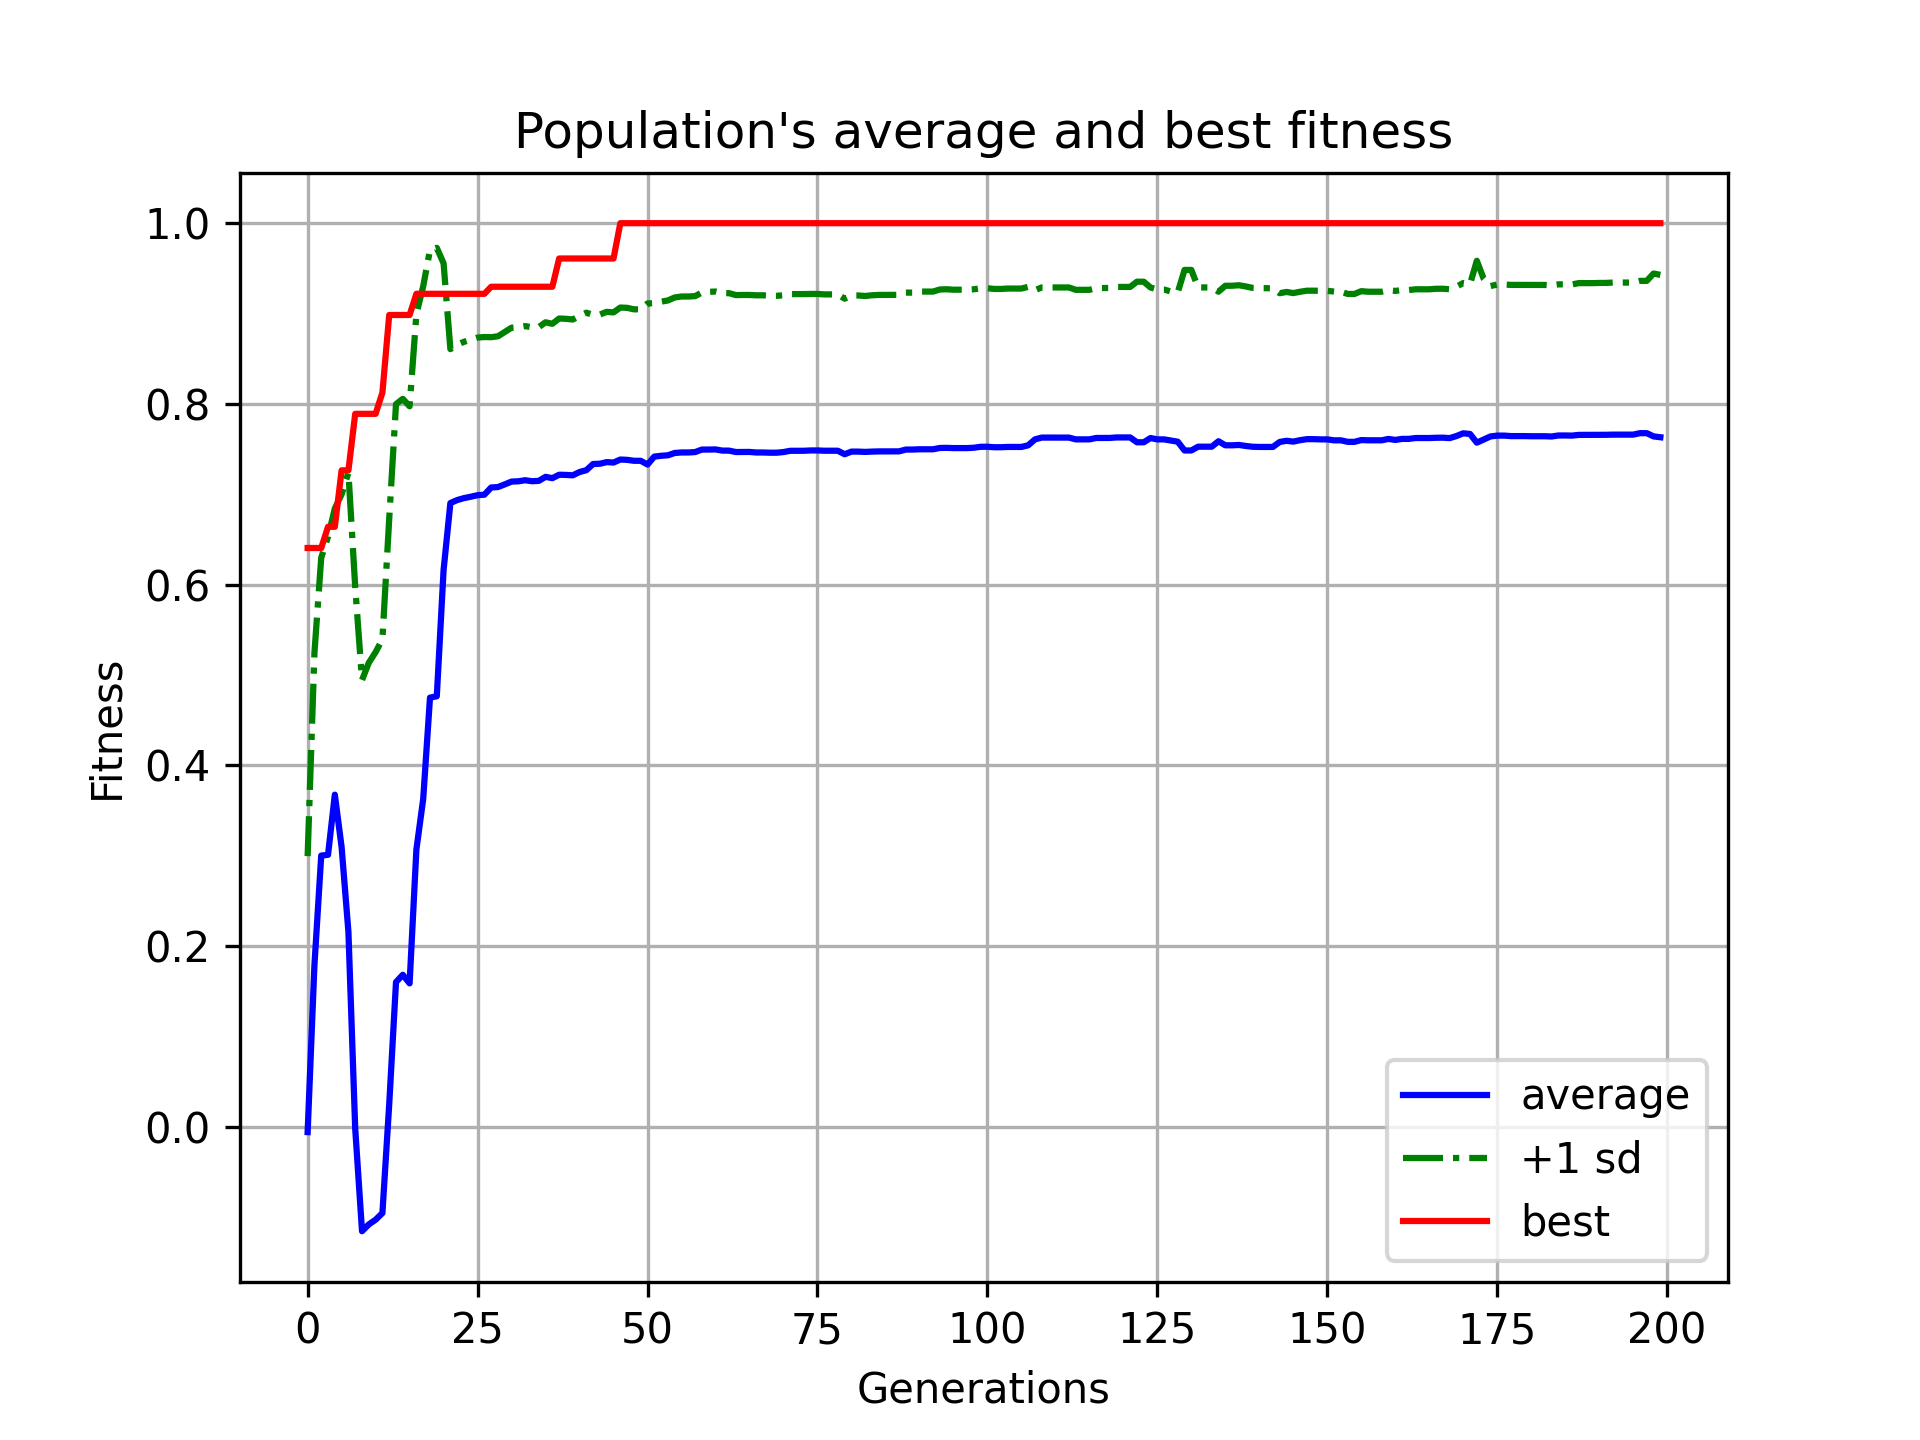 Population's average and best fitness
1.0
0.8
0.6
0.4
0.2
0.0
Fitness
0 25 50 75 100 125 150 175 200
Generations
average
+1 sd
best